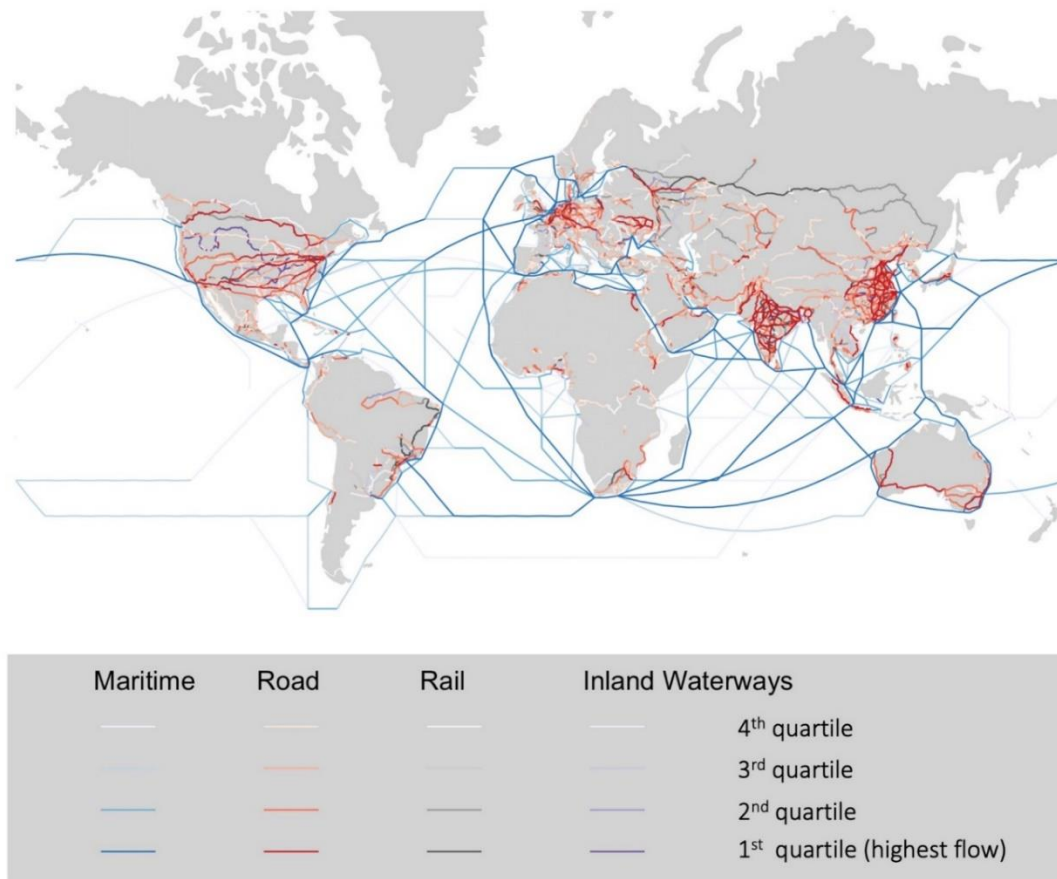 Maritime Road Rail Inland Waterways
4th quartile
3rd quartile
2nd quartile
1st quartile (highest flow)